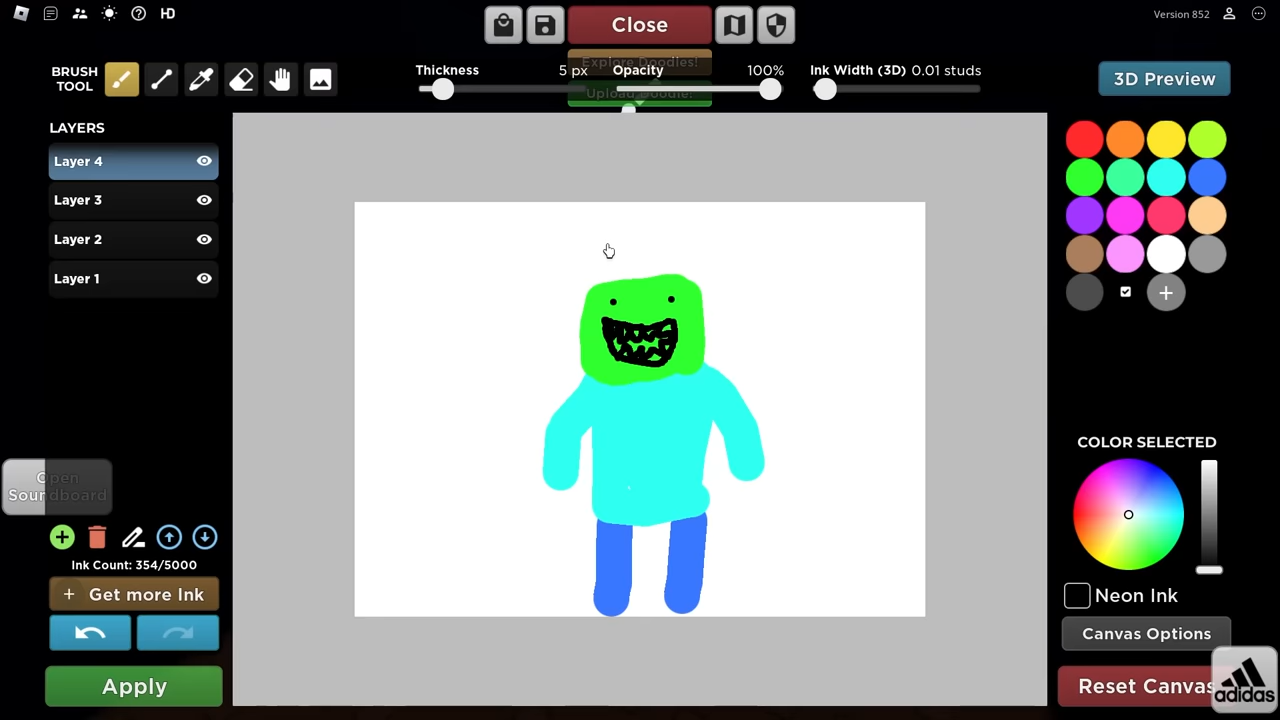 HD
Version 852
Close
Explore Doodies!
Upload Doodle!
BRUSH
TOOL
Thickness
5 px
Opacity
100%
Ink Width (3D)
0.01 studs
3D Preview
LAYERS
Layer 4
Layer 3
Layer 2
Layer 1
COLOR SELECTED
Open
Soundboard
Ink Count: 354/5000
+ Get more Ink
Neon Ink
Canvas Options
Apply
Reset Canvas
adidas